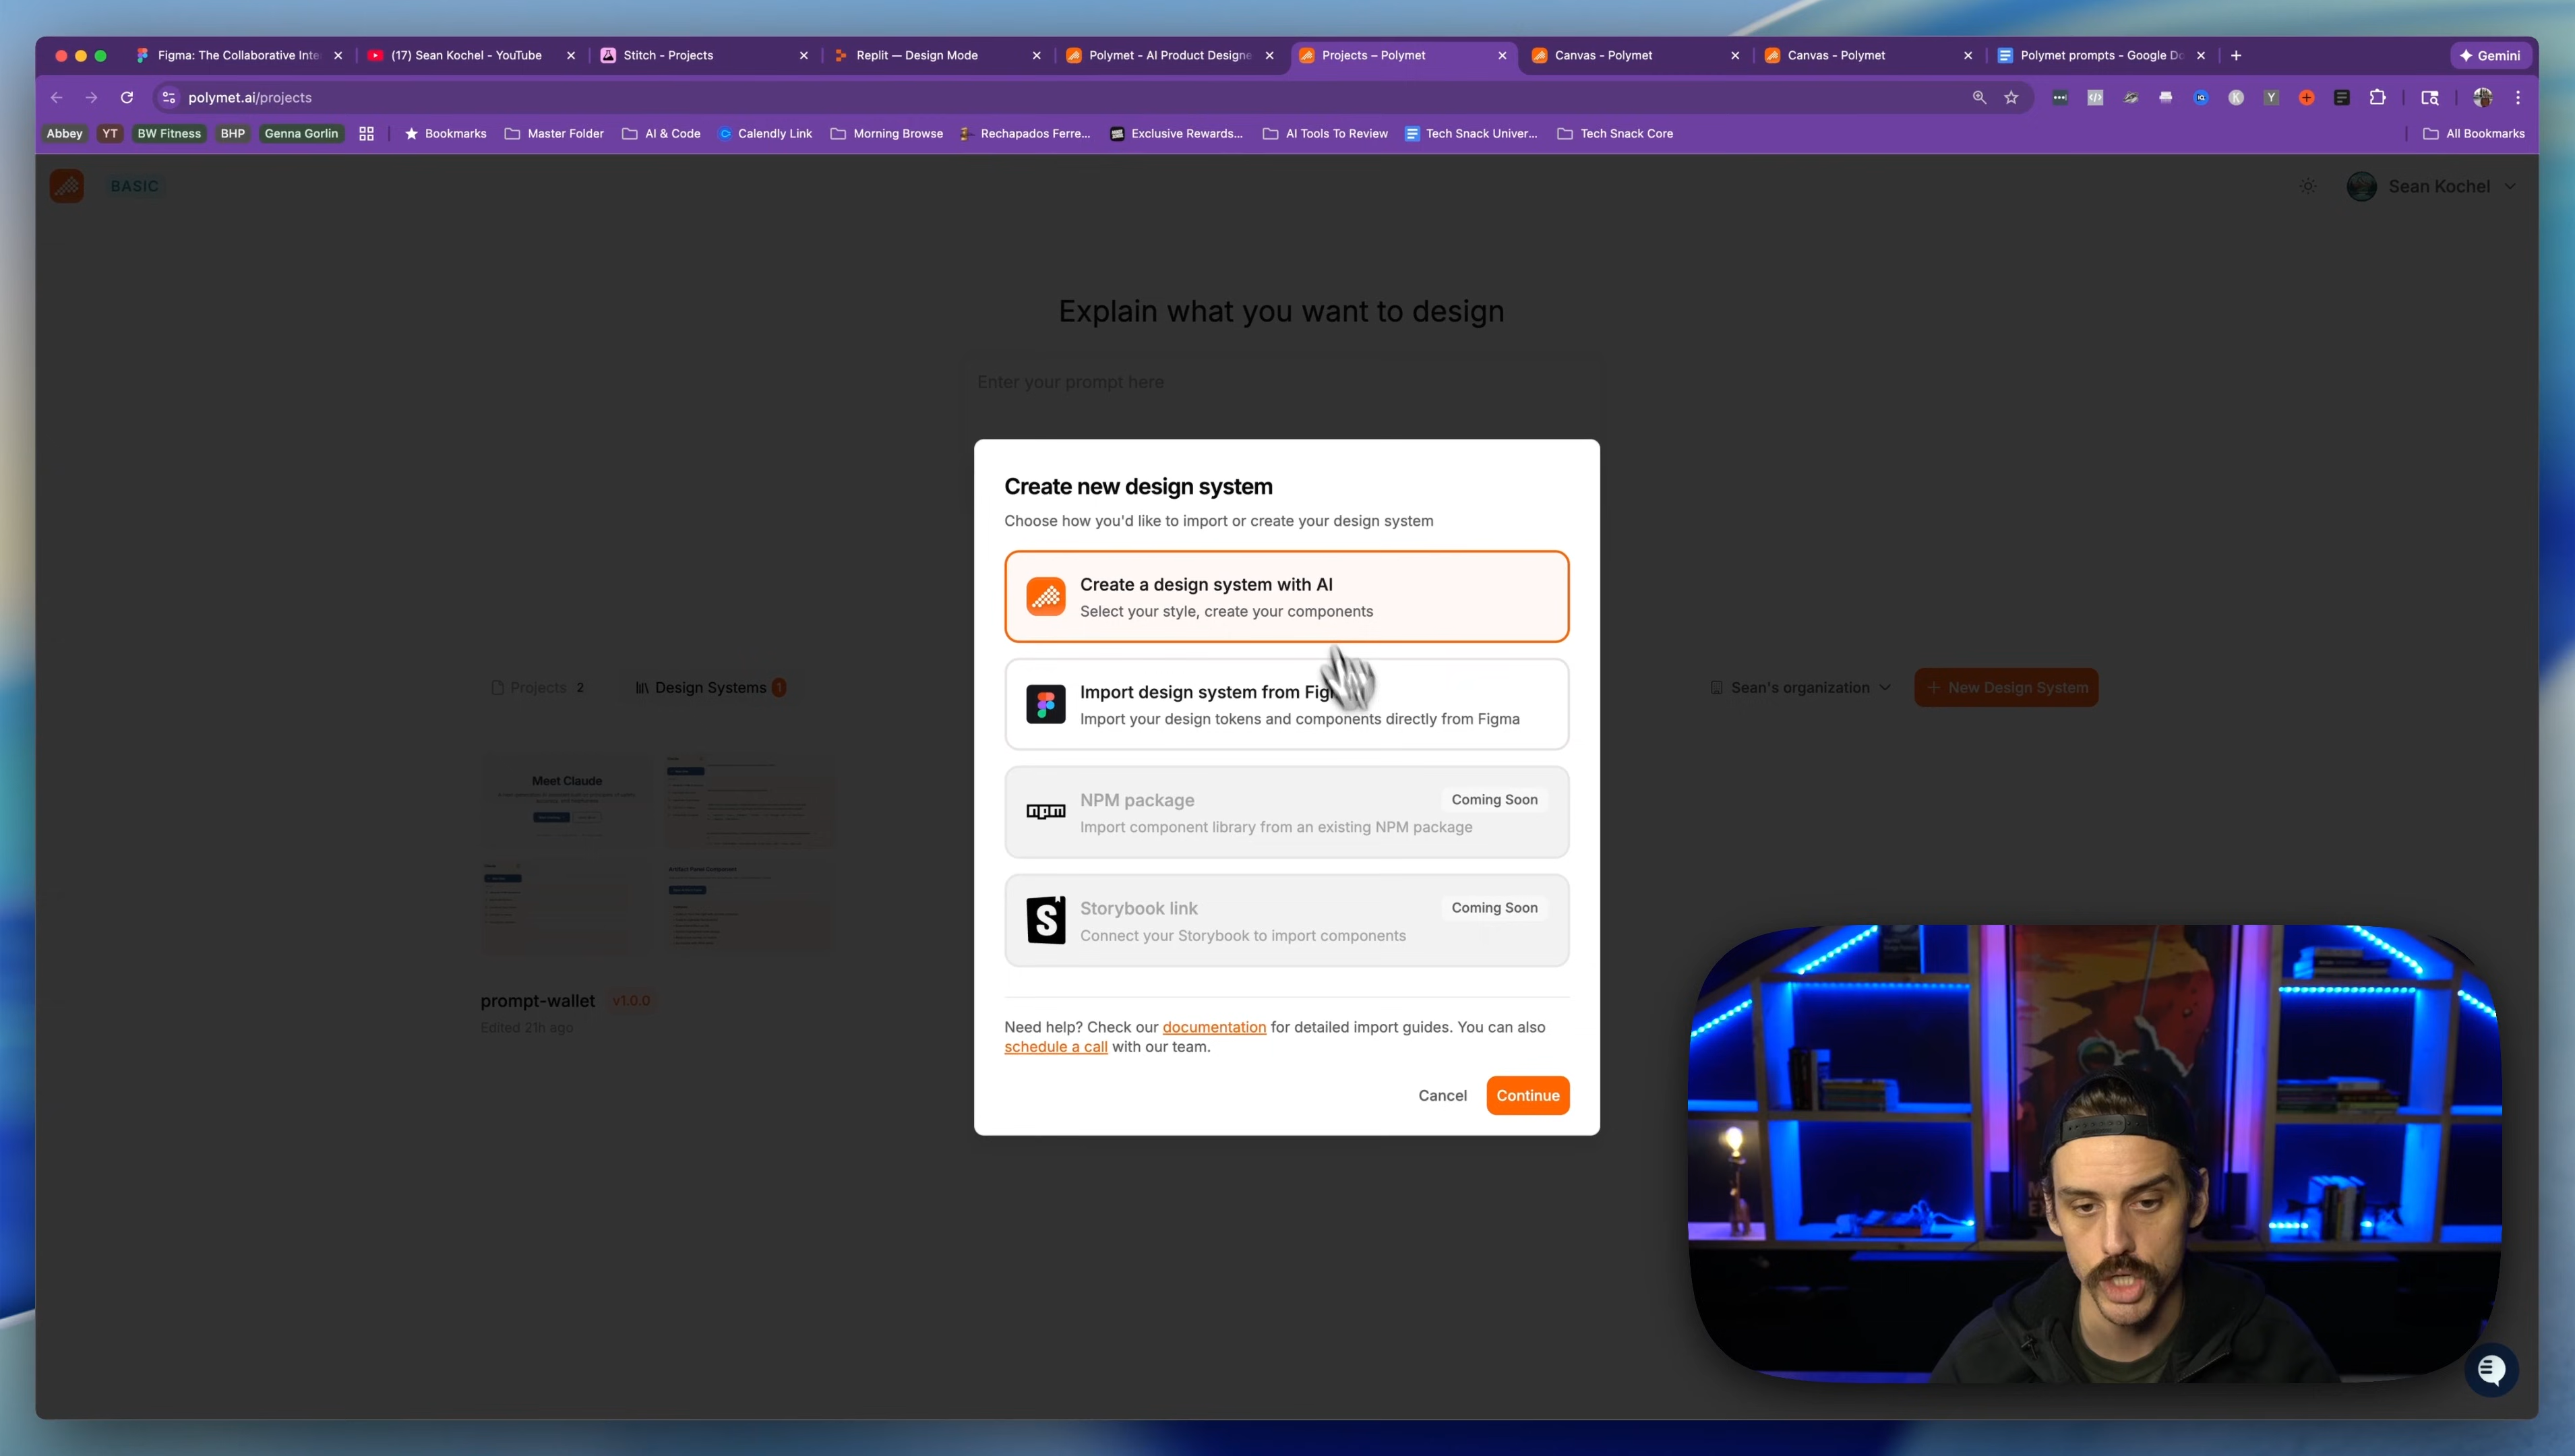 Figma: The Collaborative Inte
(17) Sean Kochel - YouTube
Stitch - Projects
Replit — Design Mode
Polymet - AI Product Designe
Projects – Polymet
Canvas - Polymet
Canvas - Polymet
Polymet prompts - Google Do
Gemini
polymet.ai/projects
Abbey
YT
BW Fitness
BHP
Genna Gorlin
Bookmarks
Master Folder
AI & Code
Calendly Link
Morning Browse
Rechapados Ferre...
Exclusive Rewards...
AI Tools To Review
Tech Snack Univer...
Tech Snack Core
All Bookmarks
BASIC
Sean Kochel
Explain what you want to design
Enter your prompt here
Create new design system
Choose how you'd like to import or create your design system
Create a design system with AI
Select your style, create your components
Import design system from Fig
Import your design tokens and components directly from Figma
NPM package
Coming Soon
Import component library from an existing NPM package
Storybook link
Coming Soon
Connect your Storybook to import components
Need help? Check our documentation for detailed import guides. You can also
schedule a call with our team.
Cancel
Continue
Projects 2
Design Systems 1
Sean's organization
New Design System
Meet Claude
Artifact Panel Component
prompt-wallet v1.0.0
Edited 21h ago